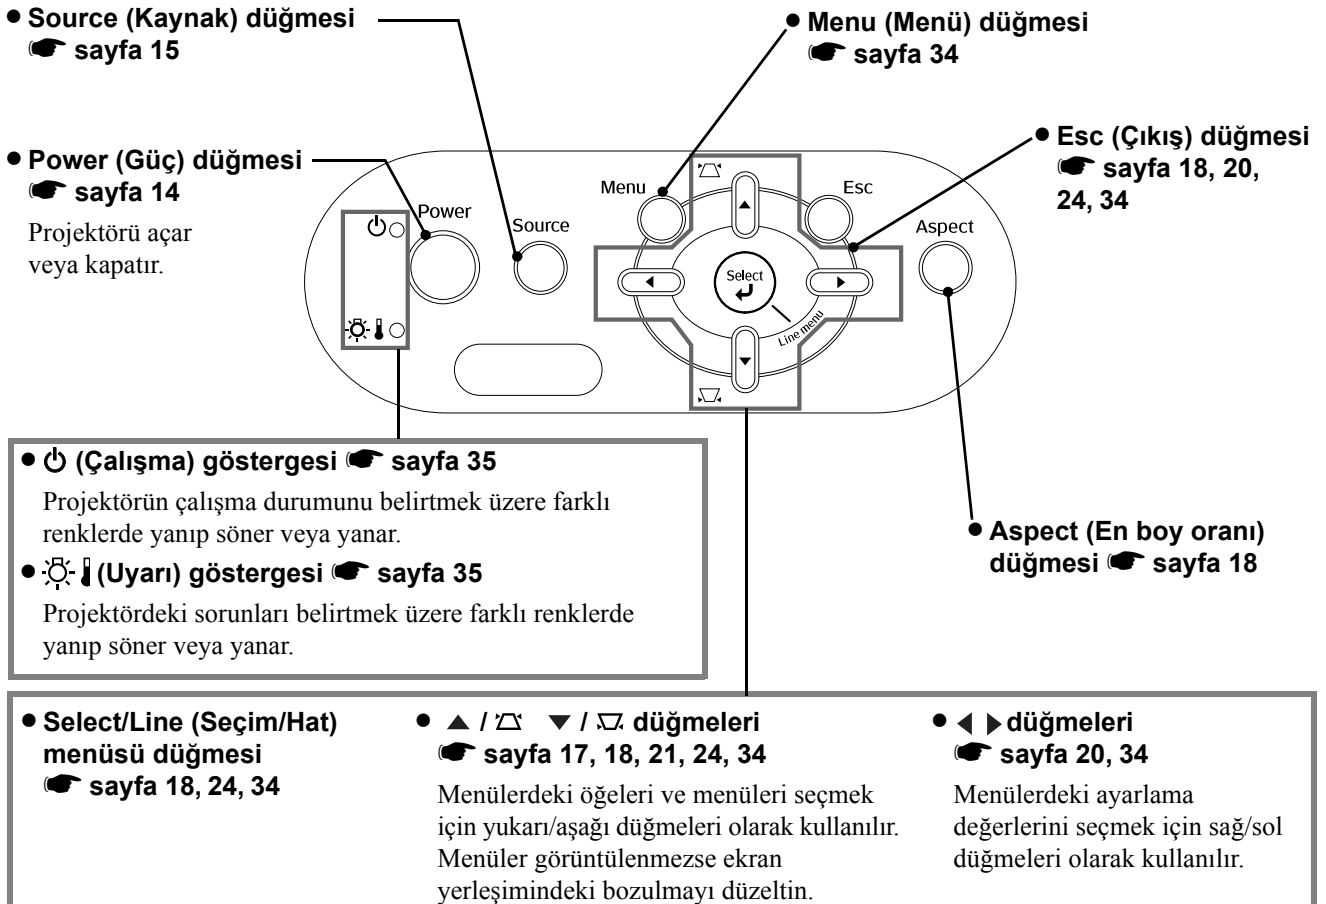 ● Source (Kaynak) düğmesi
☛ sayfa 15
● Menu (Menü) düğmesi
☛ sayfa 34
● Power (Güç) düğmesi
☛ sayfa 14
Projektörü açar
veya kapatır.
● Esc (Çıkış) düğmesi
☛ sayfa 18, 20,
24, 34
Power
Source
Menu
Esc
Aspect
Select
Line menu
● ⏻ (Çalışma) göstergesi ☛ sayfa 35
Projektörün çalışma durumunu belirtmek üzere farklı
renklerde yanıp söner veya yanar.
● (Uyarı) göstergesi ☛ sayfa 35
Projektördeki sorunları belirtmek üzere farklı renklerde
yanıp söner veya yanar.
● Aspect (En boy oranı)
düğmesi ☛ sayfa 18
● Select/Line (Seçim/Hat)
menüsü düğmesi
☛ sayfa 18, 24, 34
● ▲ / ▼ / düğmeleri
☛ sayfa 17, 18, 21, 24, 34
Menülerdeki öğeleri ve menüleri seçmek
için yukarı/aşağı düğmeleri olarak kullanılır.
Menüler görüntülenmezse ekran
yerleşimindeki bozulmayı düzeltin.
● ◀ ▶ düğmeleri
☛ sayfa 20, 34
Menülerdeki ayarlama
değerlerini seçmek için sağ/sol
düğmeleri olarak kullanılır.